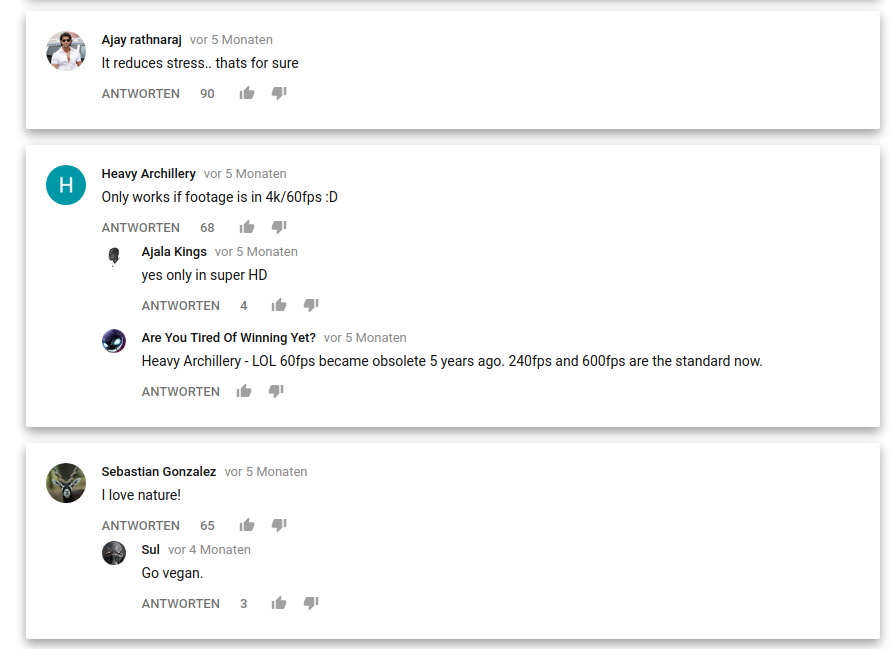 Ajay rathnaraj vor 5 Monaten
It reduces stress.. thats for sure
ANTWORTEN 90
H
Heavy Archillery vor 5 Monaten
Only works if footage is in 4k/60fps :D
ANTWORTEN 68
Ajala Kings vor 5 Monaten
yes only in super HD
ANTWORTEN 4
Are You Tired Of Winning Yet? vor 5 Monaten
Heavy Archillery - LOL 60fps became obsolete 5 years ago. 240fps and 600fps are the standard now.
ANTWORTEN
Sebastian Gonzalez vor 5 Monaten
I love nature!
ANTWORTEN 65
Sul vor 4 Monaten
Go vegan.
ANTWORTEN 3